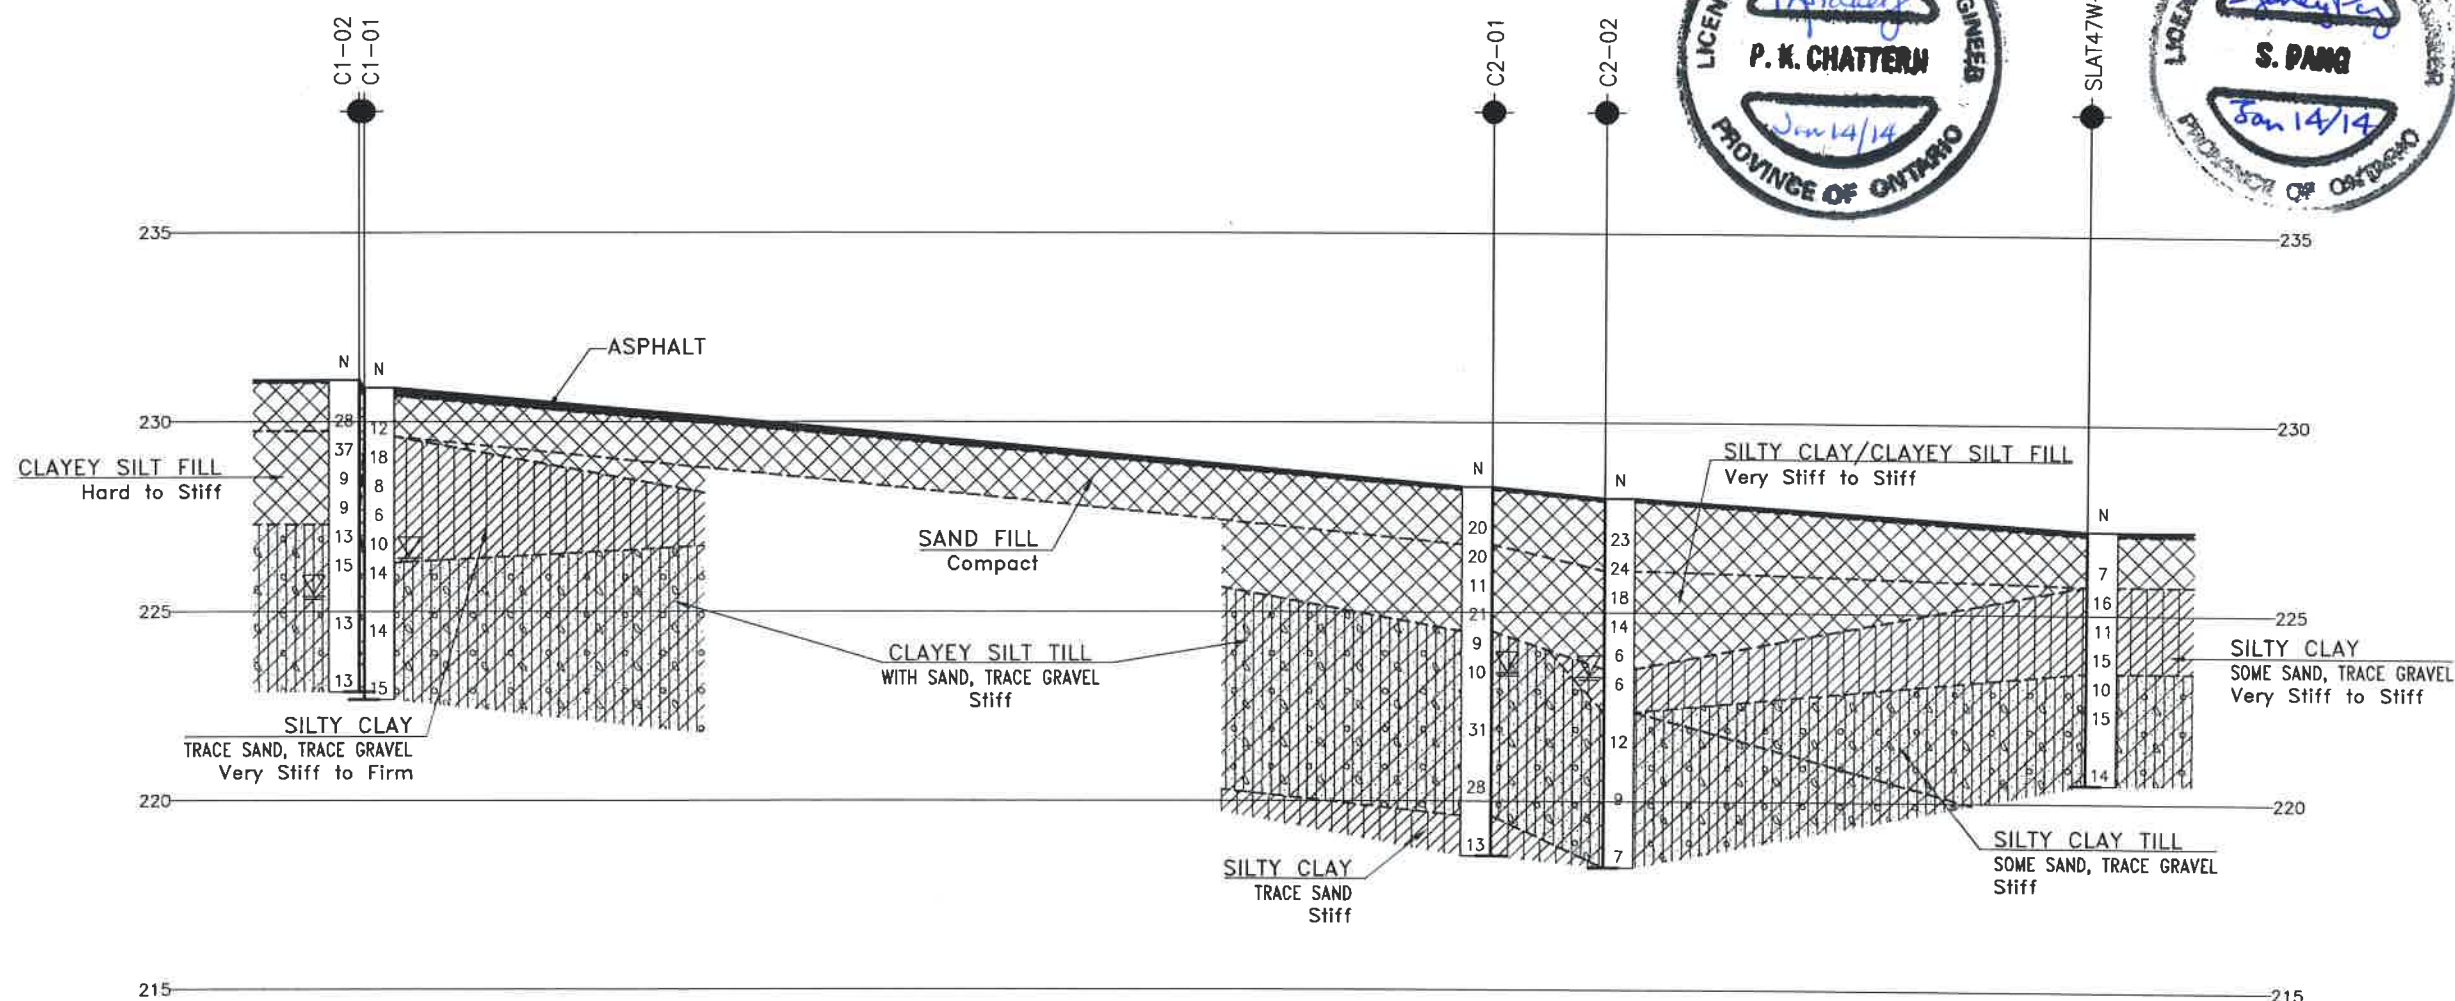 C1-02
C1-01
C2-01
C2-02
SLAT47W-
P. K. CHATTERJI
Jan 14/14
PROVINCE OF ONTARIO
S. PANG
Jan 14/14
PROVINCE OF ONTARIO
235
235
230
230
225
225
220
220
215
215
ASPHALT
CLAYEY SILT FILL
Hard to Stiff
SAND FILL
Compact
SILTY CLAY/CLAYEY SILT FILL
Very Stiff to Stiff
CLAYEY SILT TILL
WITH SAND, TRACE GRAVEL
Stiff
SILTY CLAY
TRACE SAND, TRACE GRAVEL
Very Stiff to Firm
SILTY CLAY
SOME SAND, TRACE GRAVEL
Very Stiff to Stiff
SILTY CLAY TILL
SOME SAND, TRACE GRAVEL
Stiff
SILTY CLAY
TRACE SAND
Stiff
N
28
37
9
9
13
15
13
13
N
12
18
8
6
10
14
14
15
N
20
20
11
21
9
10
31
28
13
N
23
24
18
14
6
6
12
9
7
N
7
16
11
15
10
15
14